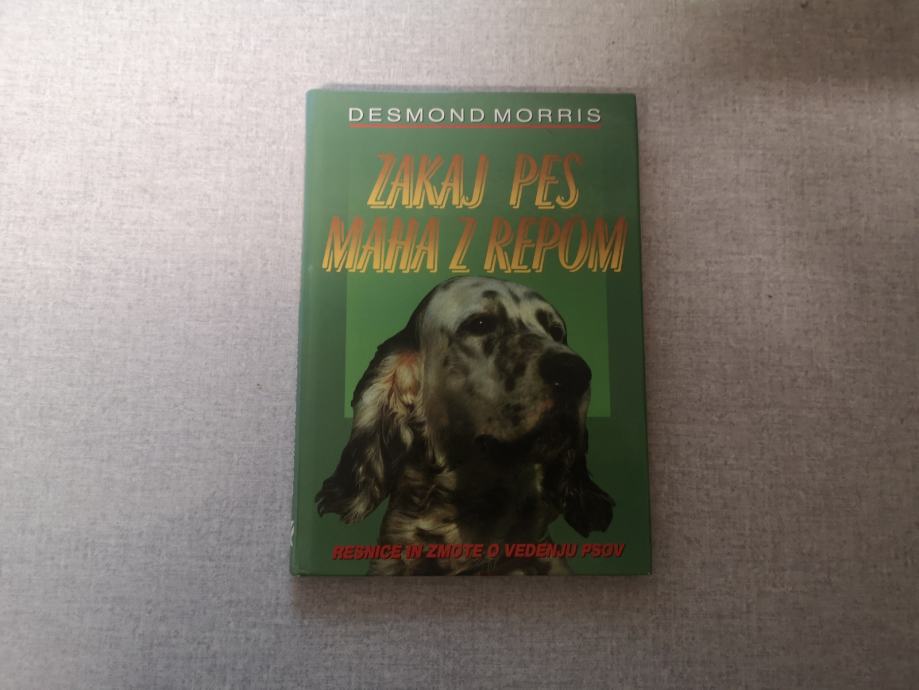 DESMOND MORRIS
ZAKAJ PES
MAHA Z REPOM
RESNICE IN ZMOTE O VEDENJU PSOV